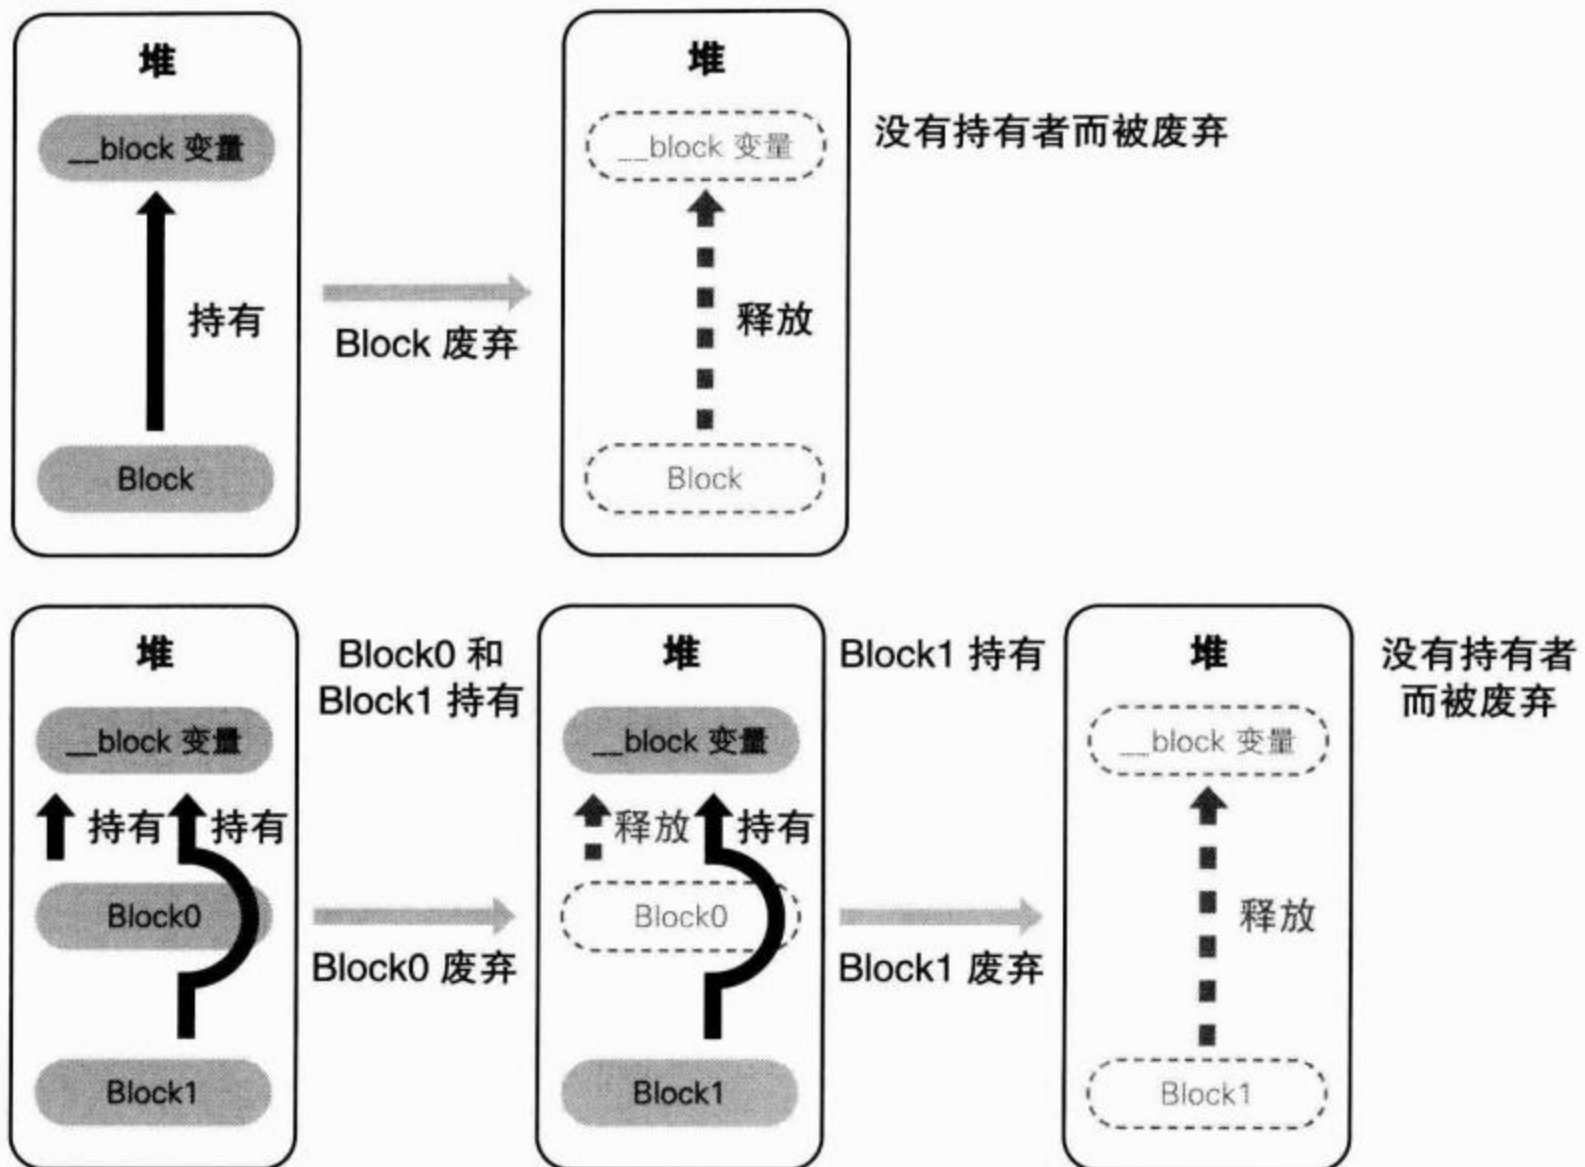 堆
堆
__block 变量
__block 变量
没有持有者而被废弃
持有
Block 废弃
释放
Block
Block
堆
Block0 和
Block1 持有
堆
Block1 持有
堆
没有持有者
而被废弃
__block 变量
__block 变量
__block 变量
持有
持有
释放
持有
Block0
Block0 废弃
Block0
Block1 废弃
释放
Block1
Block1
Block1